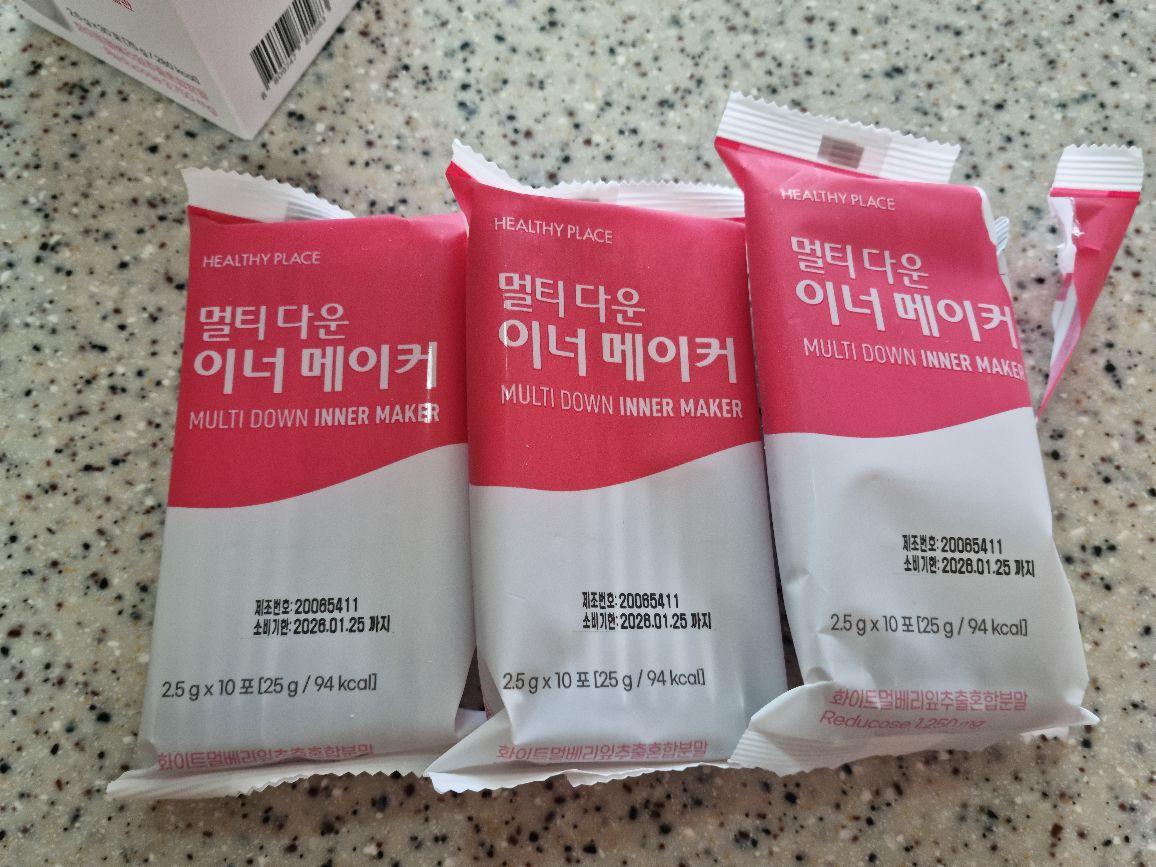 HEALTHY PLACE
멀티 다운
이너 메이커
MULTI DOWN INNER MAKER
제조번호: 20065411
소비기한: 2026.01.25 까지
2.5 g x 10 포 [25 g / 94 kcal]
화이트멀베리잎추출혼합분말
HEALTHY PLACE
멀티 다운
이너 메이커
MULTI DOWN INNER MAKER
제조번호: 20065411
소비기한: 2026.01.25 까지
2.5 g x 10 포 [25 g / 94 kcal]
화이트멀베리잎추출혼합분말
HEALTHY PLACE
멀티 다운
이너 메이커
MULTI DOWN INNER MAKER
제조번호: 20065411
소비기한: 2026.01.25 까지
2.5 g x 10 포 [25 g / 94 kcal]
화이트멀베리잎추출혼합분말
Reducose 1,250 mg